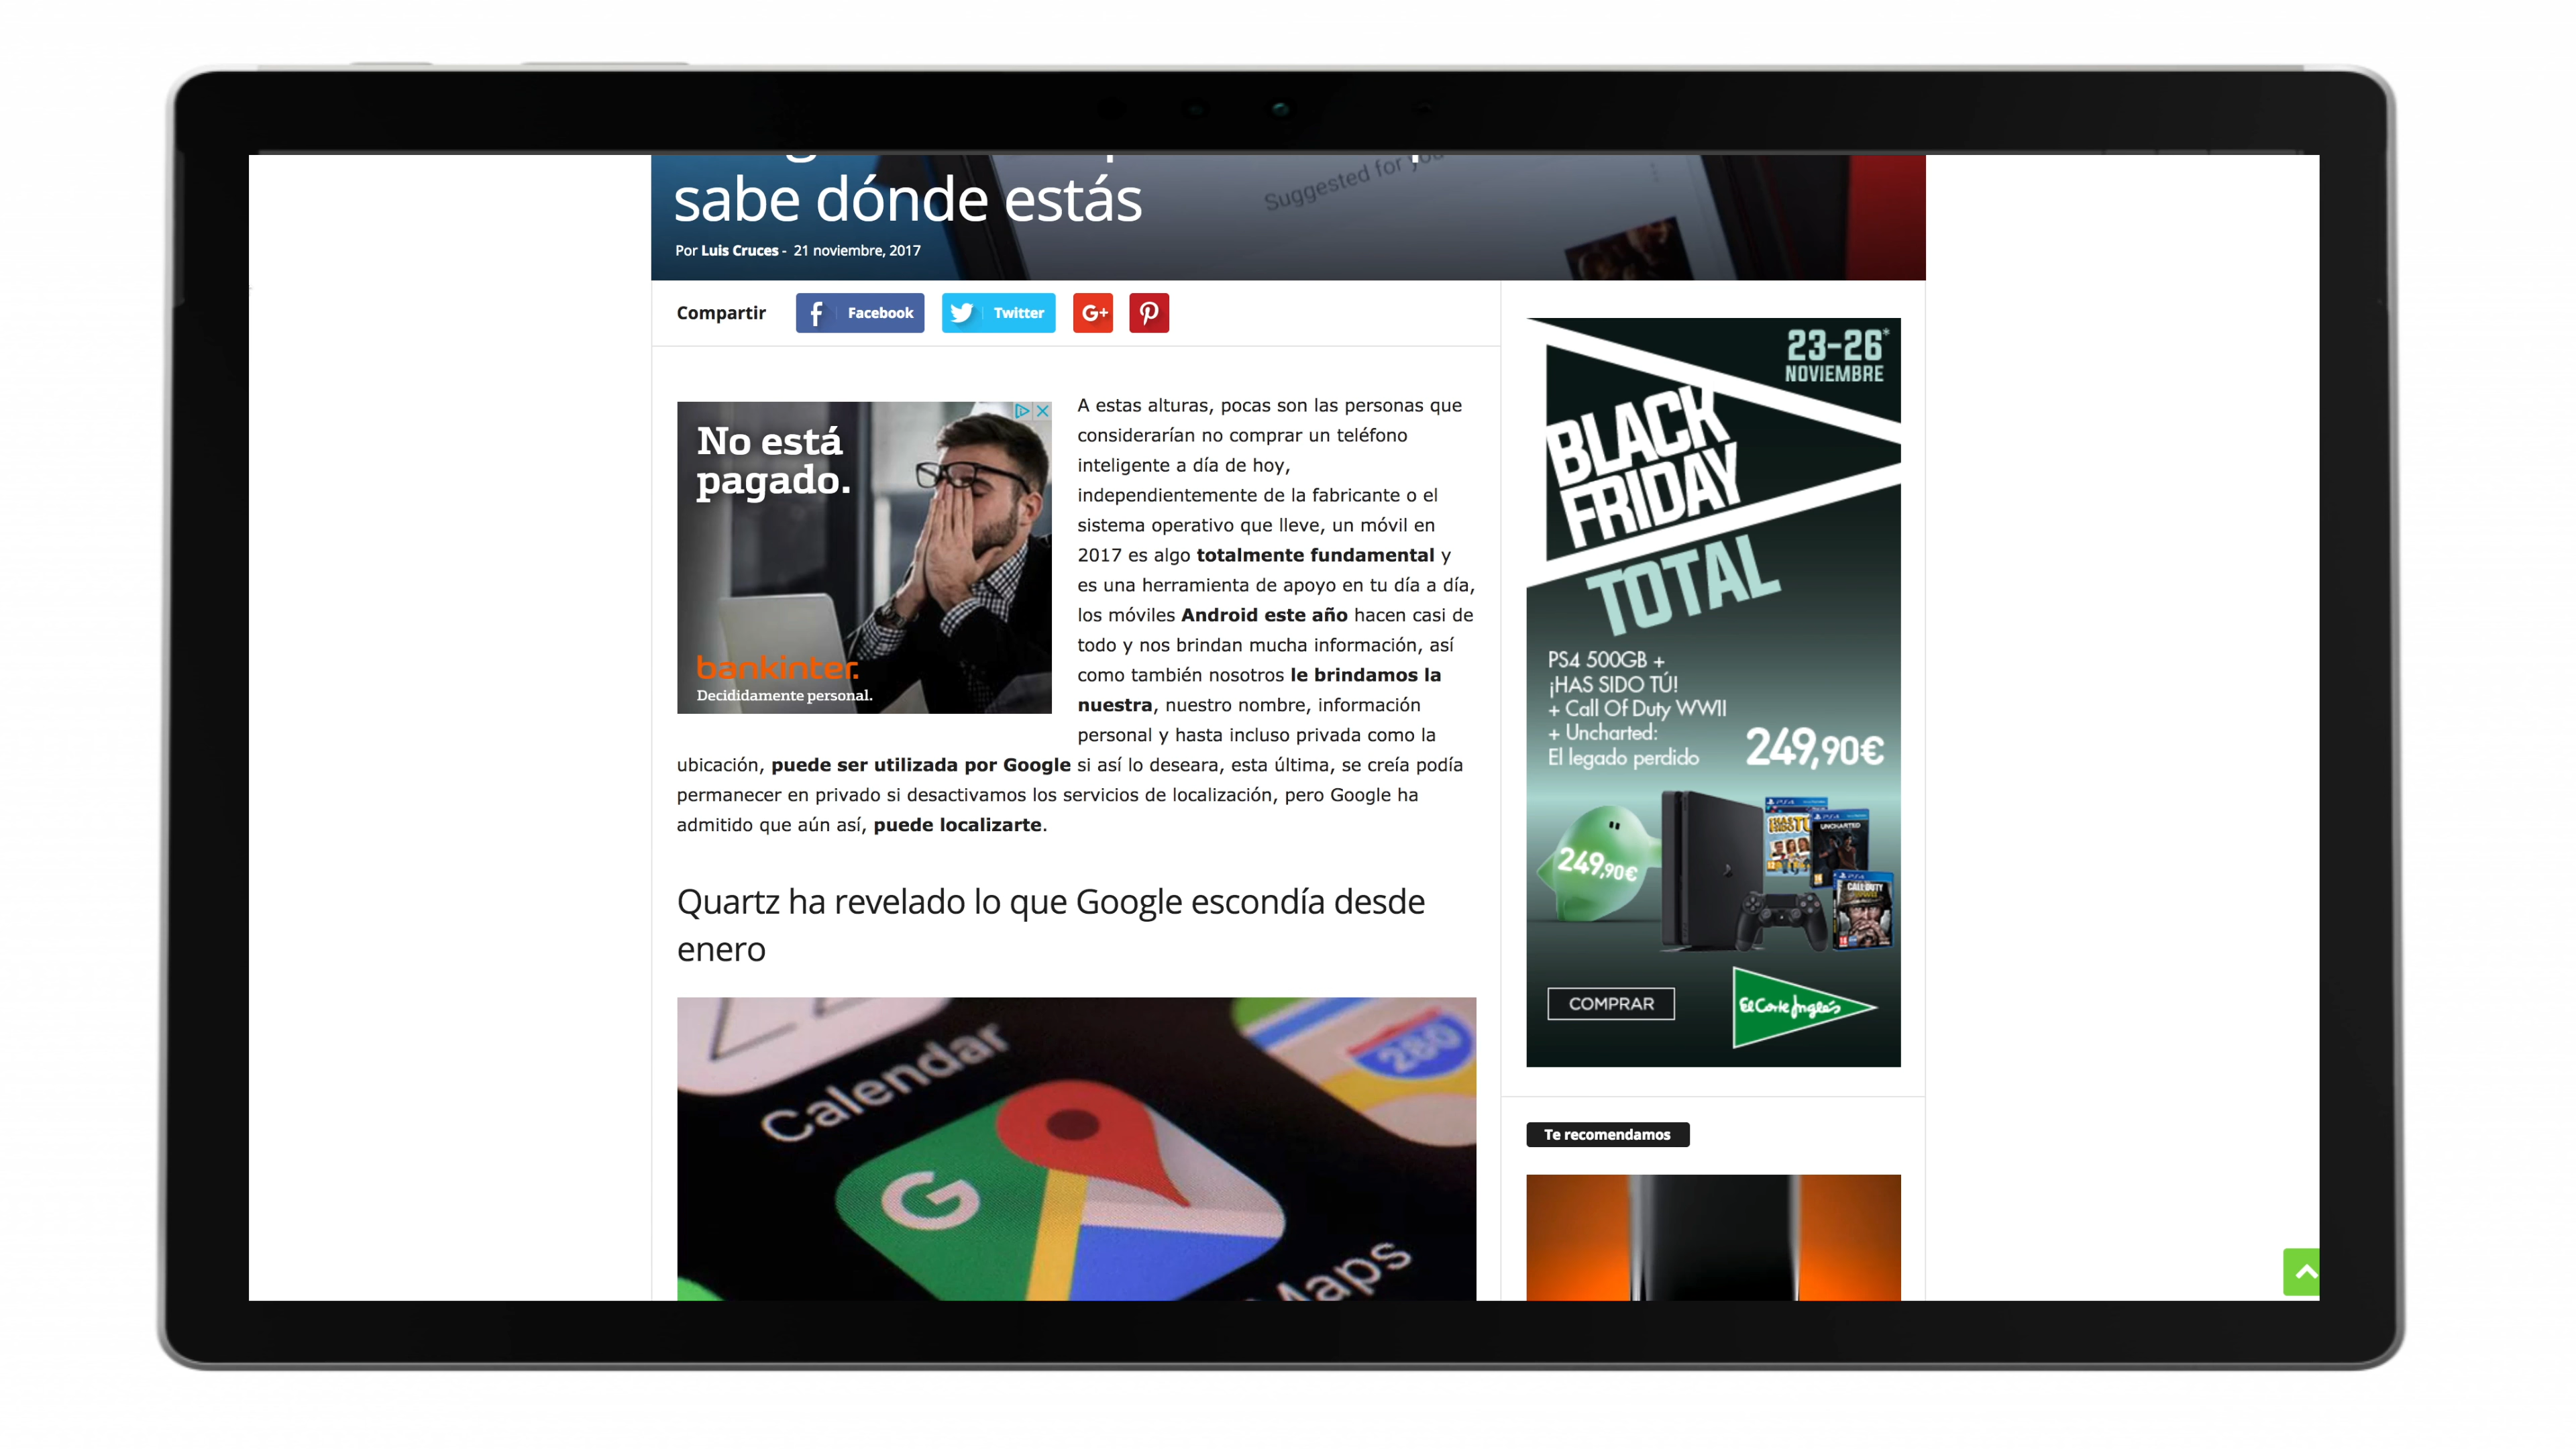 sabe dónde estás
Suggested for you
Por Luis Cruces - 21 noviembre, 2017
Compartir
Facebook
Twitter
G+
No está
pagado.
bankinter.
Decididamente personal.
A estas alturas, pocas son las personas que
considerarían no comprar un teléfono
inteligente a día de hoy,
independientemente de la fabricante o el
sistema operativo que lleve, un móvil en
2017 es algo totalmente fundamental y
es una herramienta de apoyo en tu día a día,
los móviles Android este año hacen casi de
todo y nos brindan mucha información, así
como también nosotros le brindamos la
nuestra, nuestro nombre, información
personal y hasta incluso privada como la
ubicación, puede ser utilizada por Google si así lo deseara, esta última, se creía podía
permanecer en privado si desactivamos los servicios de localización, pero Google ha
admitido que aún así, puede localizarte.
Quartz ha revelado lo que Google escondía desde
enero
Calendar
280
G
Maps
23-26*
NOVIEMBRE
BLACK
FRIDAY
TOTAL
PS4 500GB +
¡HAS SIDO TÚ!
+ Call Of Duty WWII
+ Uncharted:
El legado perdido
249,90€
249,90€
PS4
UNCHARTED
CALL OF DUTY
COMPRAR
El Corte Inglés
Te recomendamos